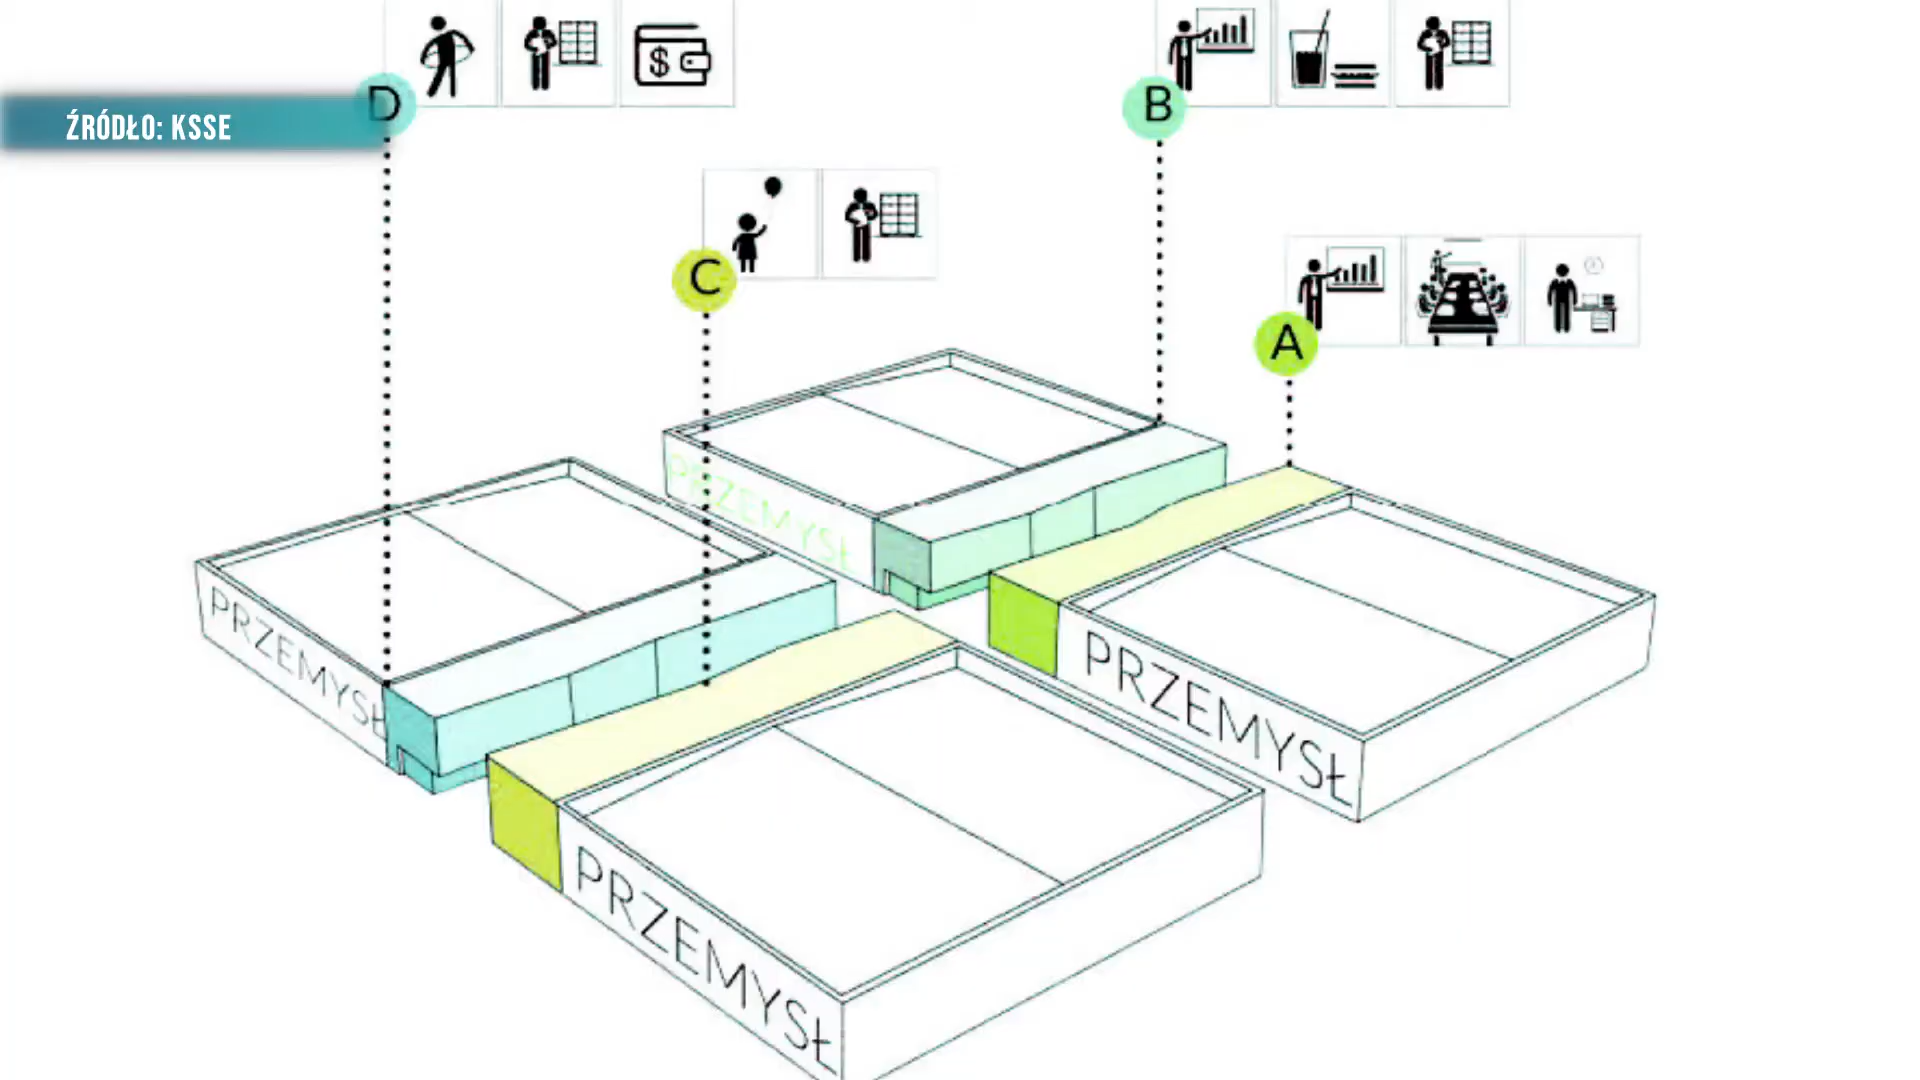 D
B
ŹRÓDŁO: KSSE
$
C
A
PRZEMYSŁ
PRZEMYSŁ
PRZEMYSŁ
PRZEMYSŁ